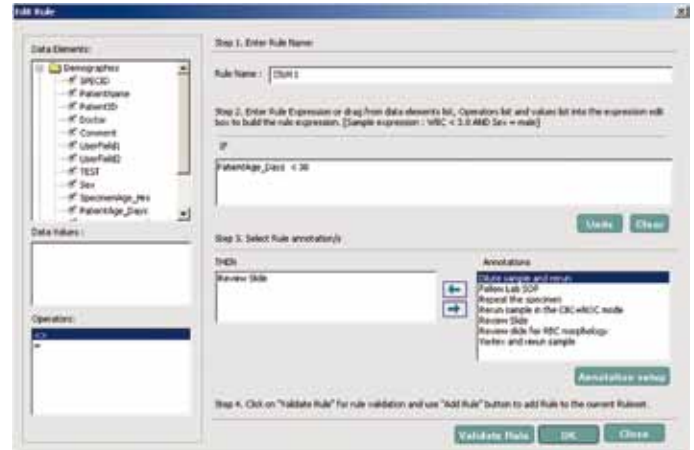 Edit Rule
Data Elements:
Demographics
SPECID
PatientName
PatientID
Doctor
Comment
UserField1
UserField2
TEST
Sex
SpecimenAge_Hrs
PatientAge_Days
Data Values :
Operators:
<>
=
Step 1. Enter Rule Name:
Rule Name :
Step 2. Enter Rule Expression or drag from data elements list, Operators list and values list into the expression edit
box to build the rule expression. [Sample expression : WBC < 3.0 AND Sex = male]
IF
PatientAge_Days < 30
Undo Clear
Step 3. Select Rule annotation/s
THEN
Review Slide
Annotations
Dilute sample and rerun
Follow Lab SOP
Repeat the specimen
Rerun sample in the mode
Review Slide
Review slide for RBC morphology
Vortex and rerun sample
Annotation setup
Step 4. Click on "Validate Rule" for rule validation and use "Add Rule" button to add Rule to the current Ruleset.
Validate Rule OK Close